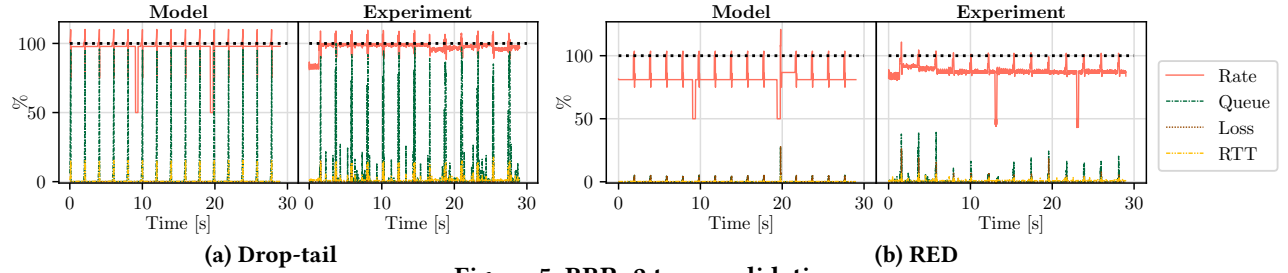 Model Experiment Model Experiment
100 100
% 50 % 50
0 0
0 10 20 30 0 10 20 30 0 10 20 30 0 10 20 30
Time [s] Time [s] Time [s] Time [s]
Rate
Queue
Loss
RTT
(a) Drop-tail (b) RED